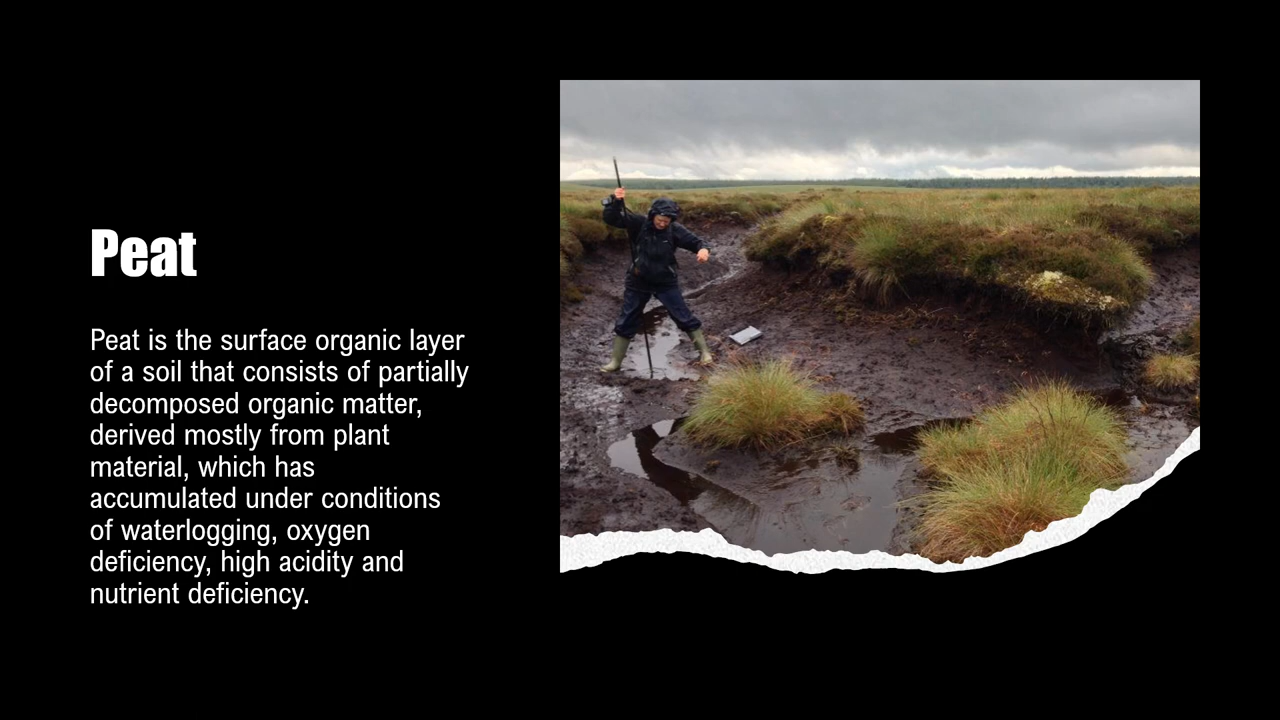 Peat
Peat is the surface organic layer
of a soil that consists of partially
decomposed organic matter,
derived mostly from plant
material, which has
accumulated under conditions
of waterlogging, oxygen
deficiency, high acidity and
nutrient deficiency.